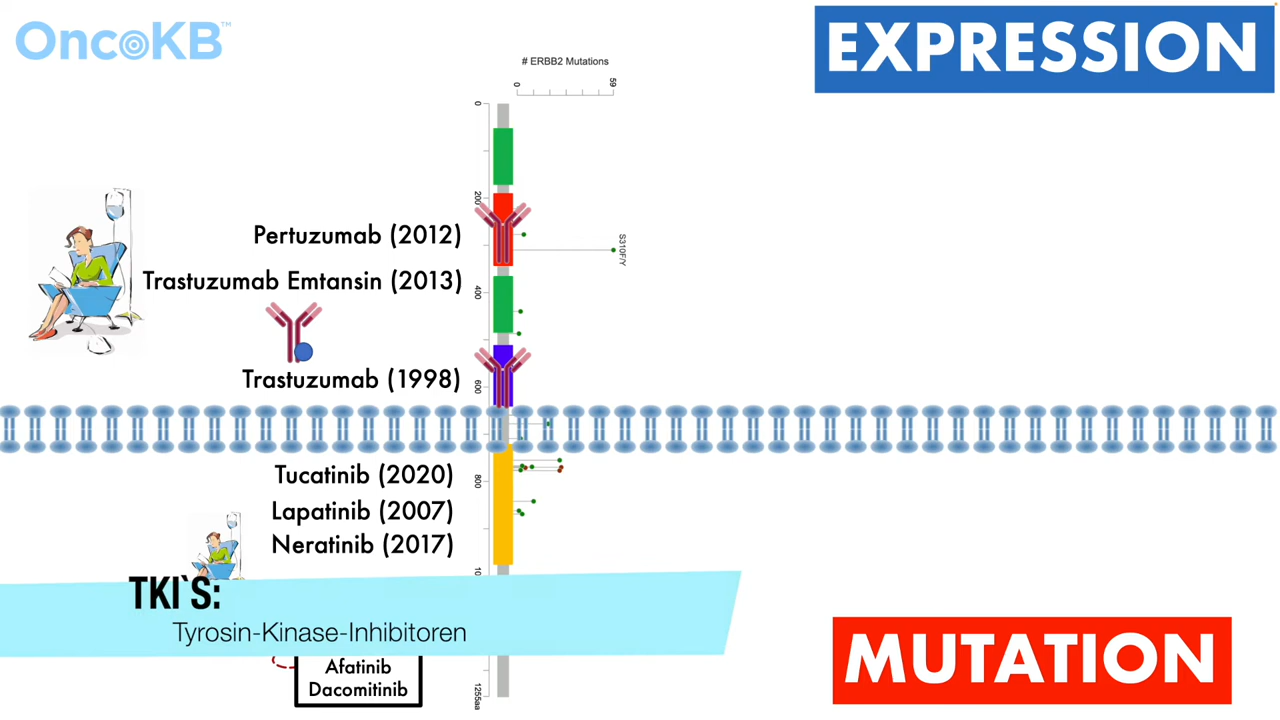 OncoKB™
EXPRESSION
# ERBB2 Mutations
0
59
0
200
S310F/Y
Pertuzumab (2012)
Trastuzumab Emtansin (2013)
400
Trastuzumab (1998)
600
Tucatinib (2020)
800
Lapatinib (2007)
Neratinib (2017)
10
TKI`S:
Tyrosin-Kinase-Inhibitoren
Afatinib
Dacomitinib
1255aa
MUTATION